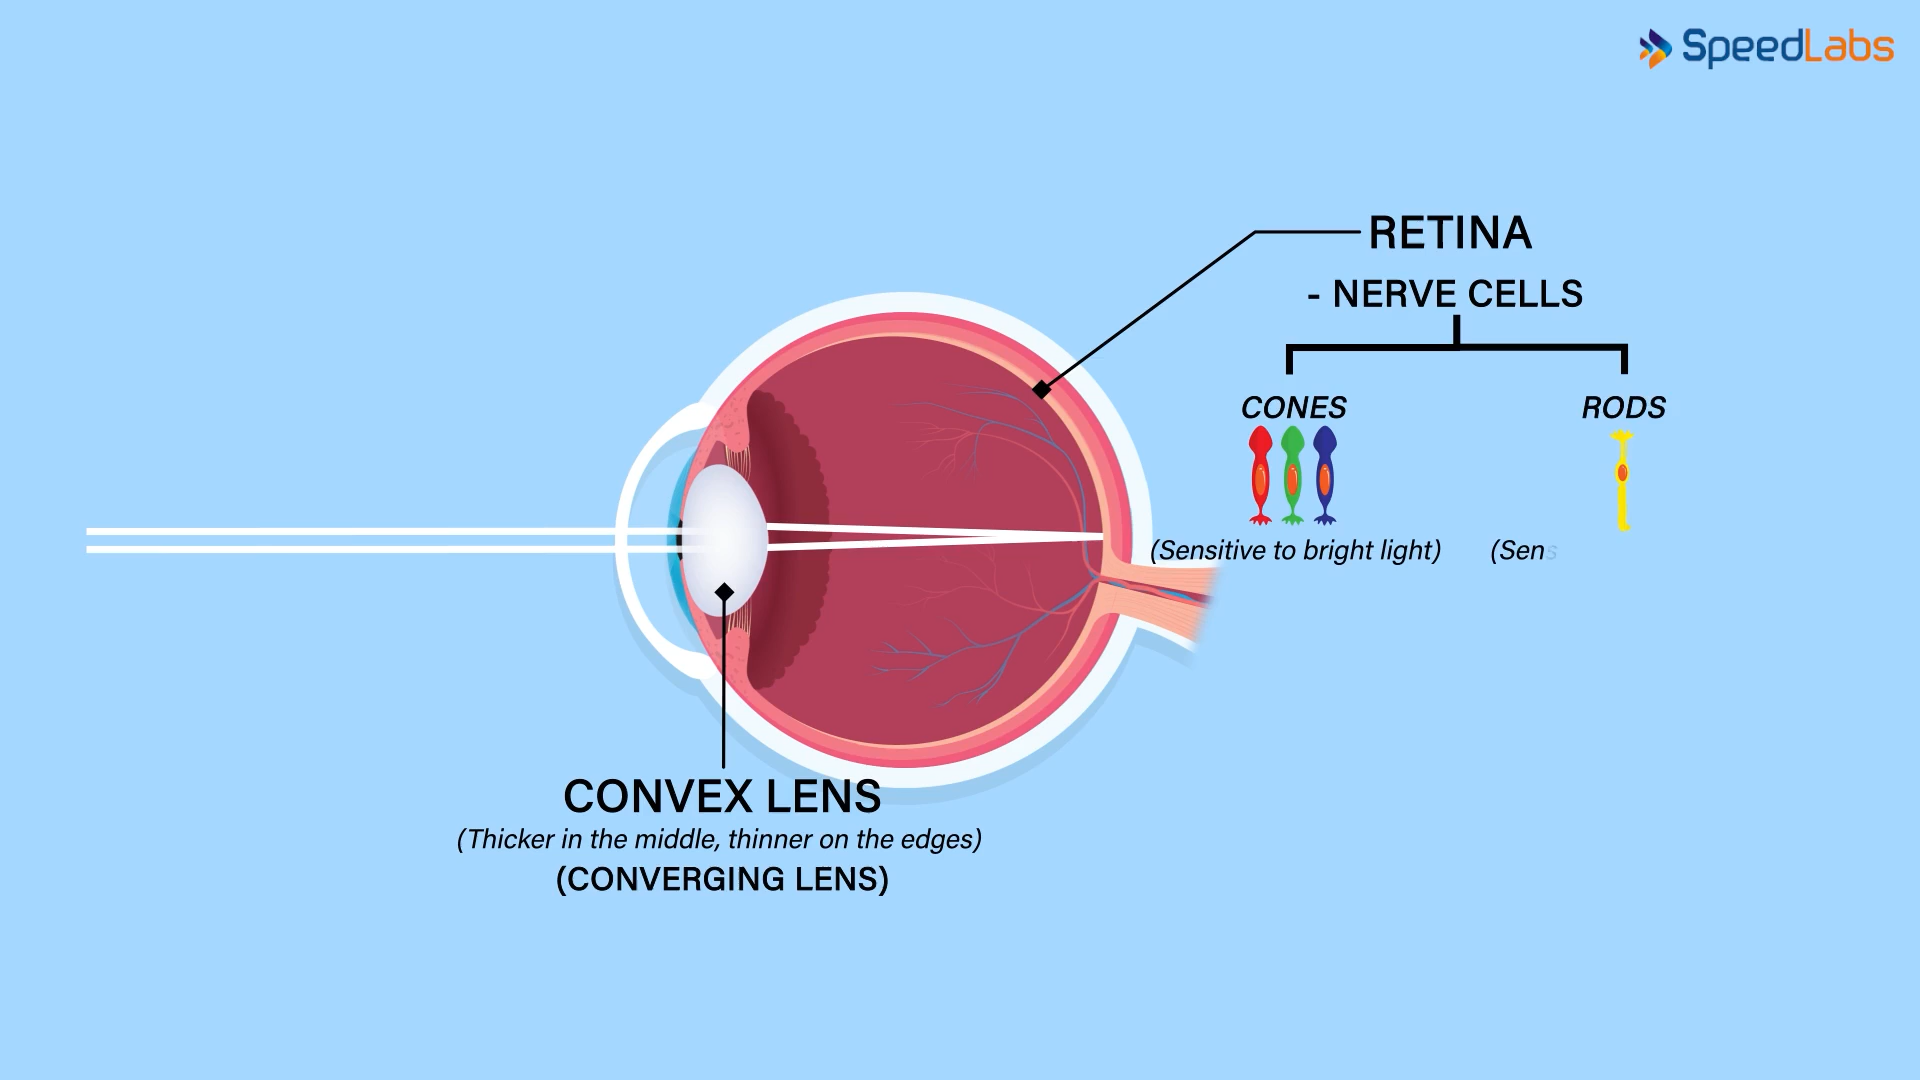 SpeedLabs
RETINA
- NERVE CELLS
CONES
RODS
(Sensitive to bright light)
(Sens
CONVEX LENS
(Thicker in the middle, thinner on the edges)
(CONVERGING LENS)